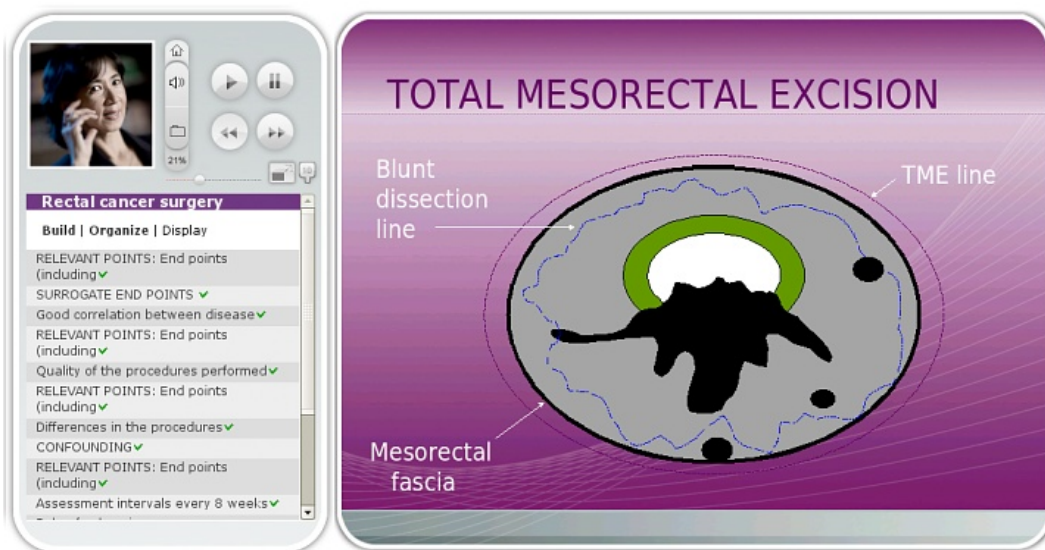 21%
Rectal cancer surgery
Build | Organize | Display
RELEVANT POINTS: End points
(including
SURROGATE END POINTS
Good correlation between disease
RELEVANT POINTS: End points
(including
Quality of the procedures performed
RELEVANT POINTS: End points
(including
Differences in the procedures
CONFOUNDING
RELEVANT POINTS: End points
(including
Assessment intervals every 8 weeks
TOTAL MESORECTAL EXCISION
Blunt
dissection
line
TME line
Mesorectal
fascia